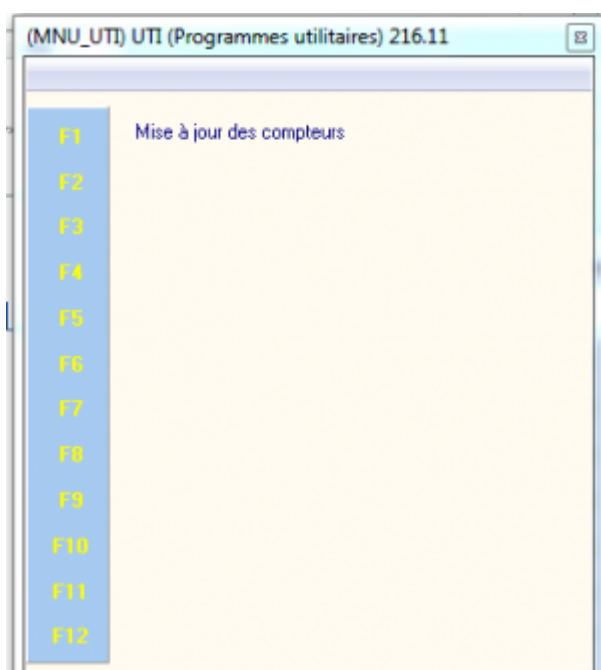 (MNU_UTI) UTI (Programmes utilitaires) 216.11
F1 Mise à jour des compteurs
F2
F3
F4
F5
F6
F7
F8
F9
F10
F11
F12